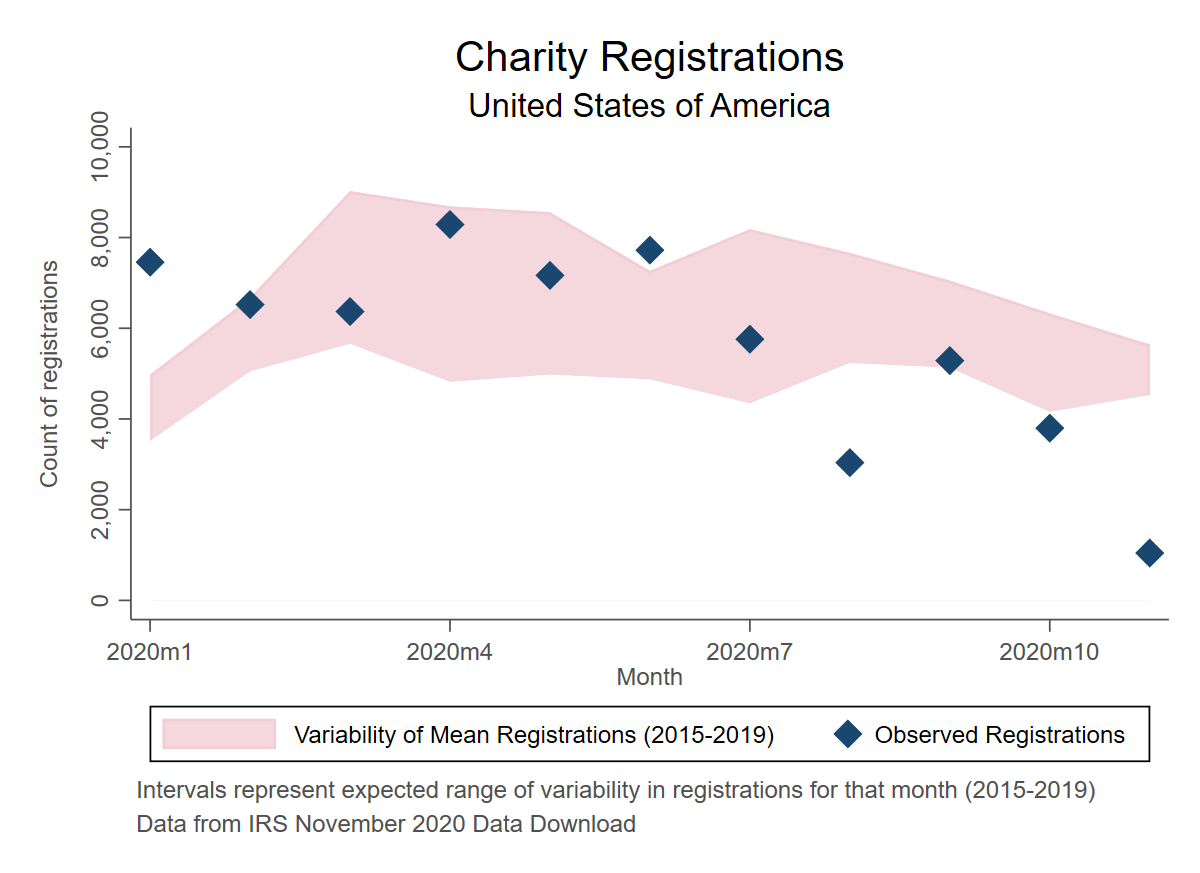 Charity Registrations
United States of America
Count of registrations
10,000
8,000
6,000
4,000
2,000
0
2020m1
2020m4
2020m7
2020m10
Month
Variability of Mean Registrations (2015-2019)
Observed Registrations
Intervals represent expected range of variability in registrations for that month (2015-2019)
Data from IRS November 2020 Data Download